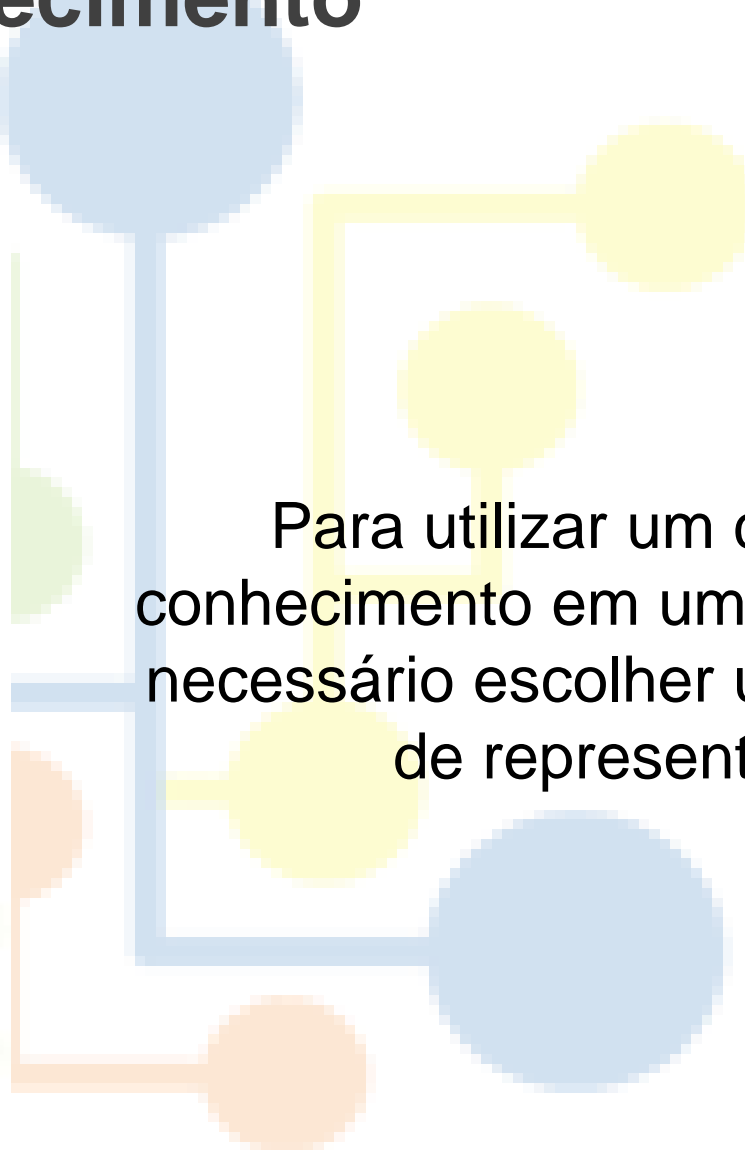 ecimento
Para utilizar um
conhecimento em um
necessário escolher
de represent